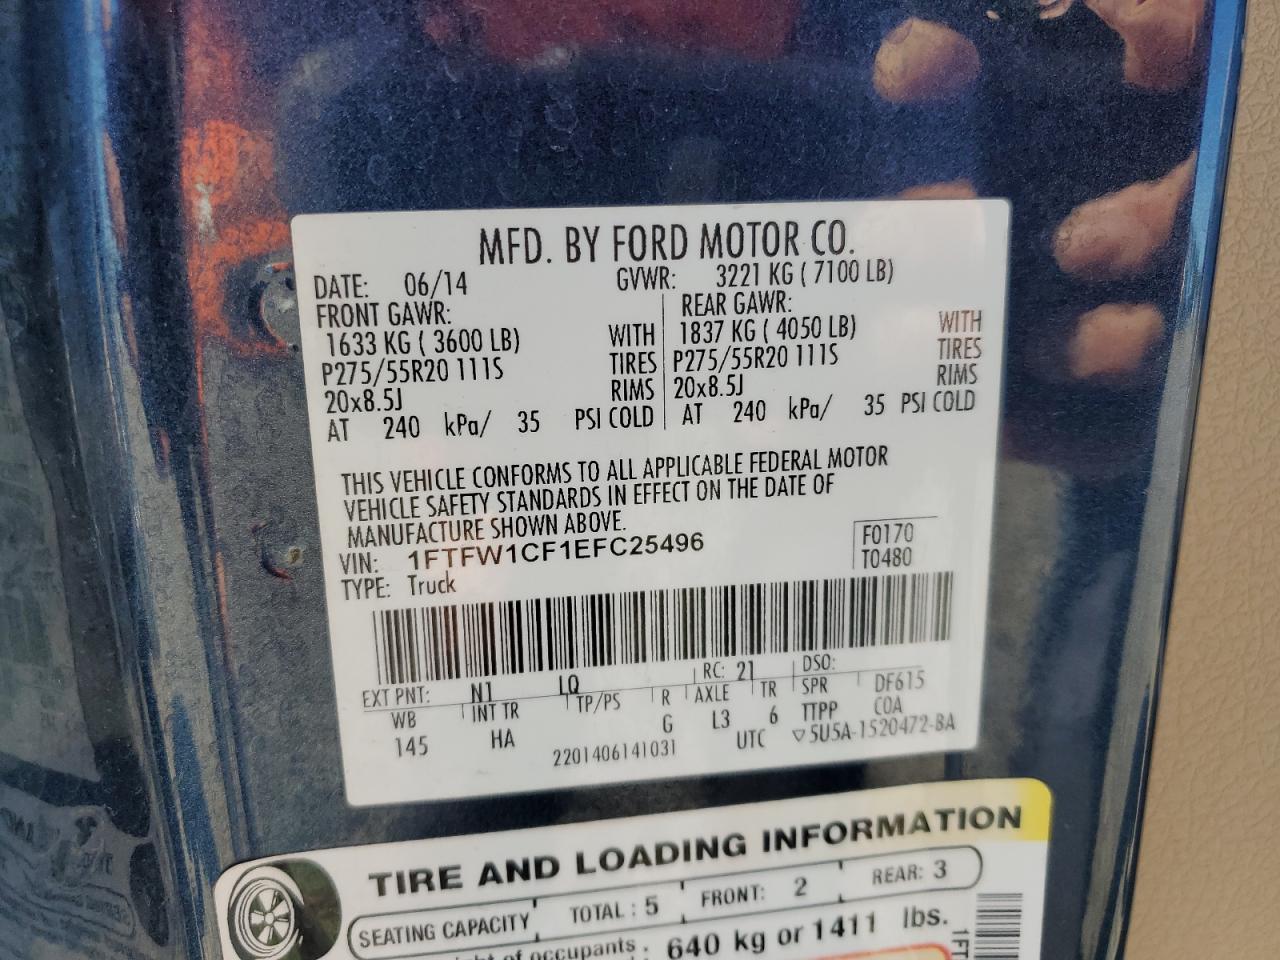 MFD. BY FORD MOTOR CO.
DATE: 06/14 GVWR: 3221 KG ( 7100 LB)
FRONT GAWR: REAR GAWR:
1633 KG ( 3600 LB) WITH 1837 KG ( 4050 LB) WITH
P275/55R20 111S TIRES P275/55R20 111S TIRES
20x8.5J RIMS 20x8.5J RIMS
AT 240 kPa/ 35 PSI COLD AT 240 kPa/ 35 PSI COLD
THIS VEHICLE CONFORMS TO ALL APPLICABLE FEDERAL MOTOR
VEHICLE SAFETY STANDARDS IN EFFECT ON THE DATE OF
MANUFACTURE SHOWN ABOVE.
VIN: 1FTFW1CF1EFC25496 F0170
TYPE: Truck T0480
EXT PNT: N1 LQ RC: 21 DSO:
WB INT TR TP/PS R AXLE TR SPR DF615
145 HA G L3 6 TTPP COA
2201406141031 UTC ▽5U5A-1520472-BA
TIRE AND LOADING INFORMATION
SEATING CAPACITY TOTAL : 5 FRONT: 2 REAR: 3
of occupants 640 kg or 1411 lbs.
1FT